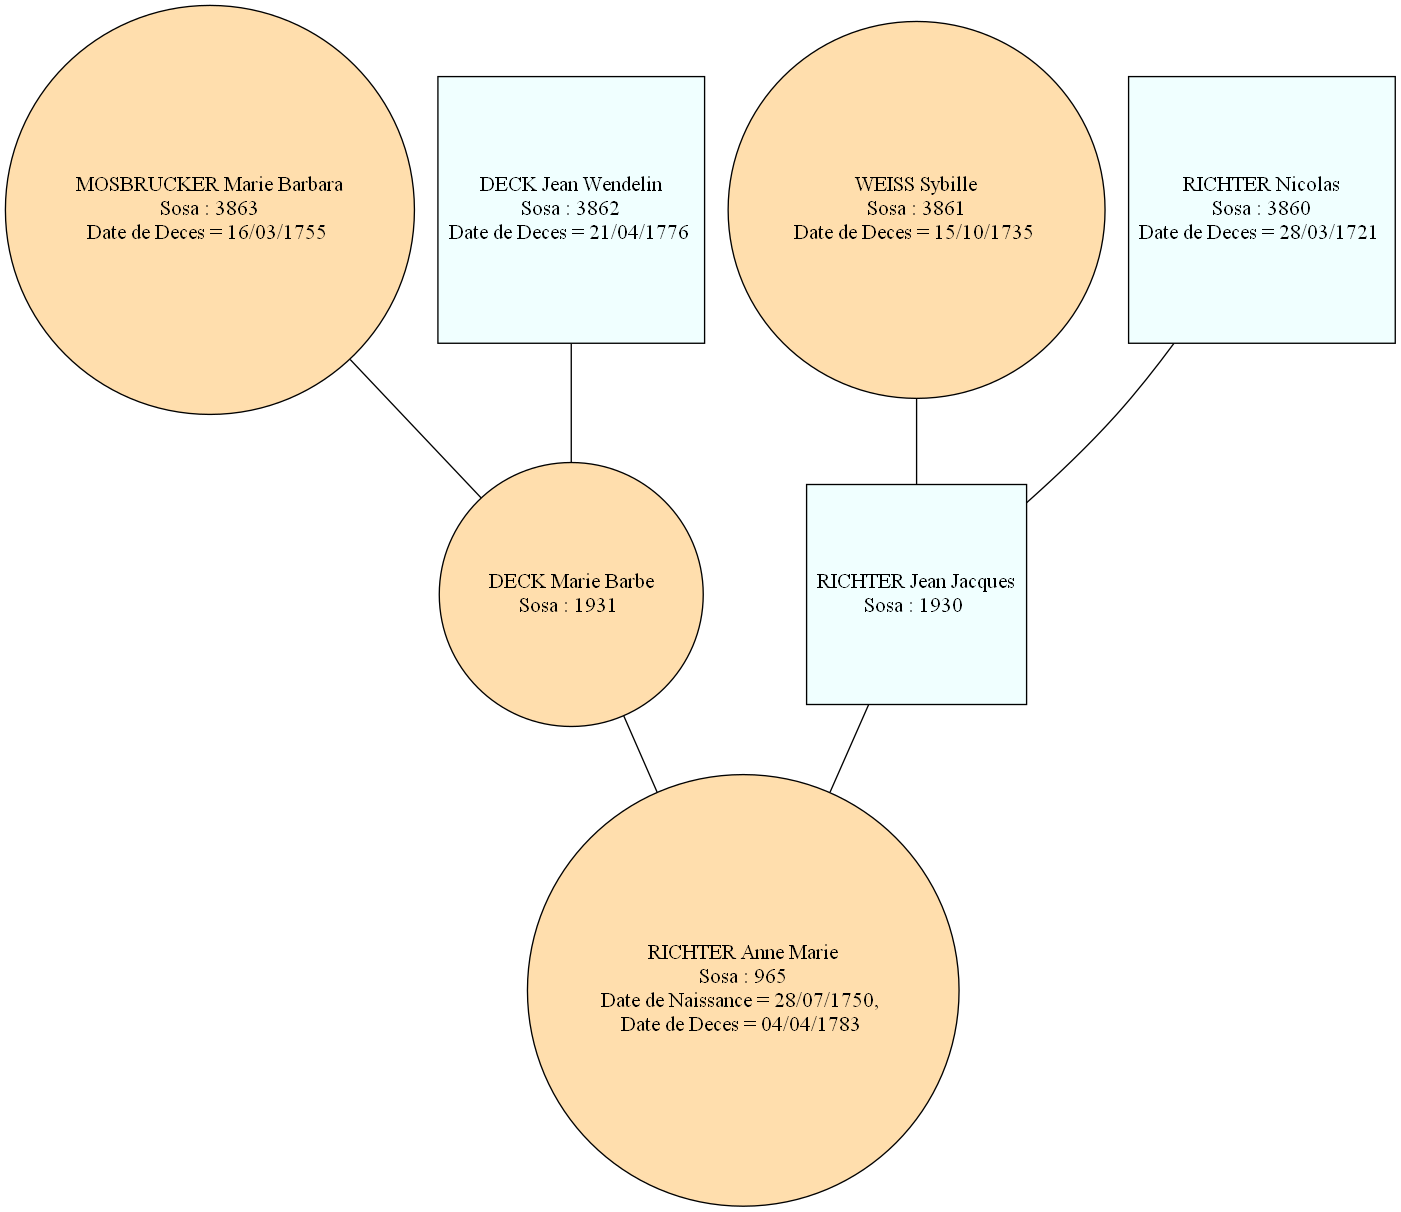 MOSBRUCKER Marie Barbara
Sosa : 3863
Date de Deces = 16/03/1755
DECK Jean Wendelin
Sosa : 3862
Date de Deces = 21/04/1776
WEISS Sybille
Sosa : 3861
Date de Deces = 15/10/1735
RICHTER Nicolas
Sosa : 3860
Date de Deces = 28/03/1721
DECK Marie Barbe
Sosa : 1931
RICHTER Jean Jacques
Sosa : 1930
RICHTER Anne Marie
Sosa : 965
Date de Naissance = 28/07/1750,
Date de Deces = 04/04/1783